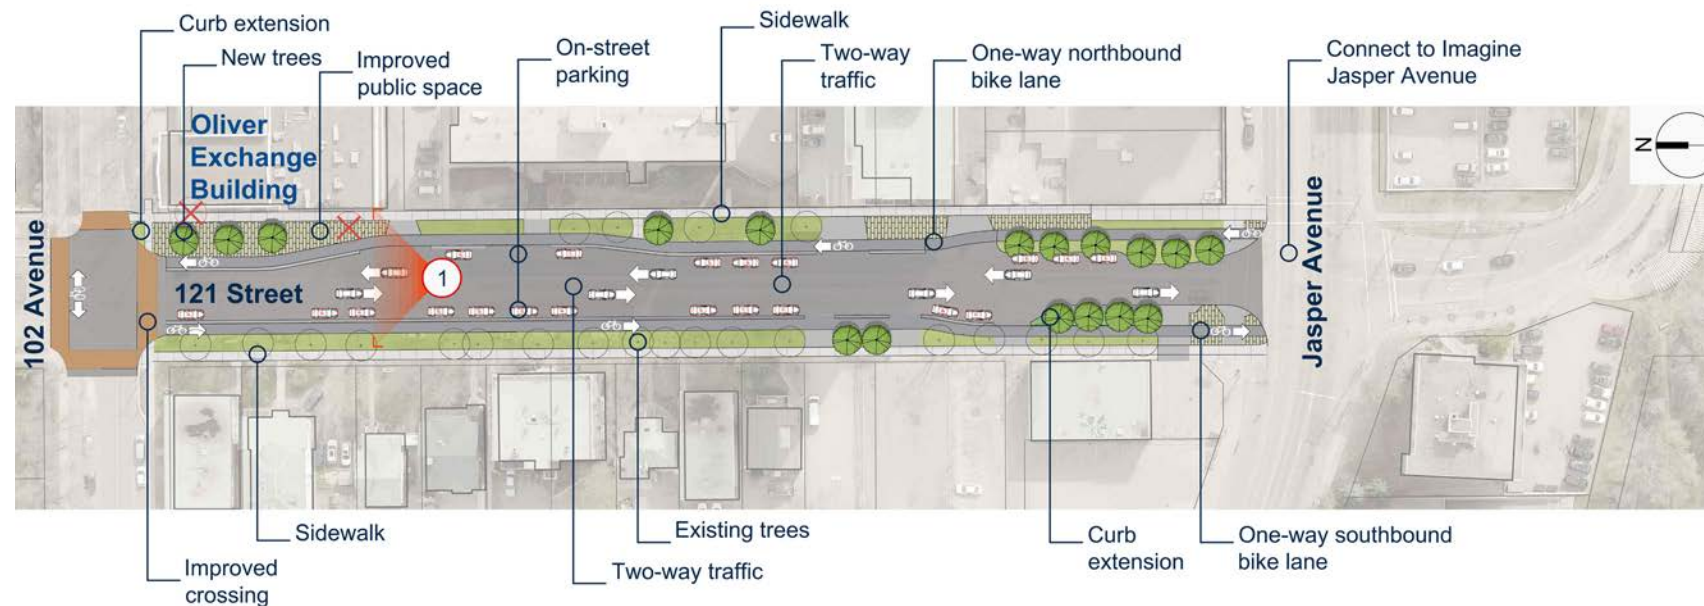 Curb extension
New trees
Improved
public space
On-street
parking
Sidewalk
Two-way
traffic
One-way northbound
bike lane
Connect to Imagine
Jasper Avenue
Oliver
Exchange
Building
N
102 Avenue
121 Street
1
Jasper Avenue
Sidewalk
Improved
crossing
Existing trees
Two-way traffic
Curb
extension
One-way southbound
bike lane